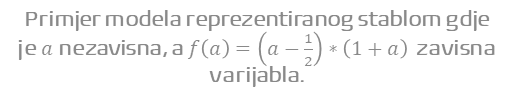 Primjer modela reprezentiranog stablom gdje
je a nezavisna, a f(a) = (a − 1/2) ∗ (1 + a) zavisna
varijabla.